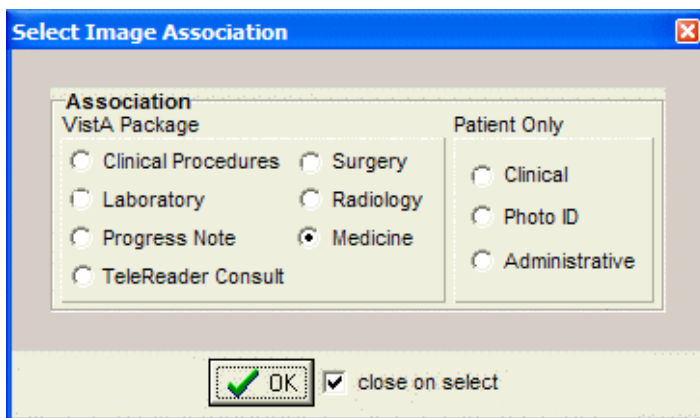 Select Image Association
Association
VistA Package
Patient Only
Clinical Procedures
Surgery
Laboratory
Radiology
Progress Note
Medicine
TeleReader Consult
Clinical
Photo ID
Administrative
OK
close on select